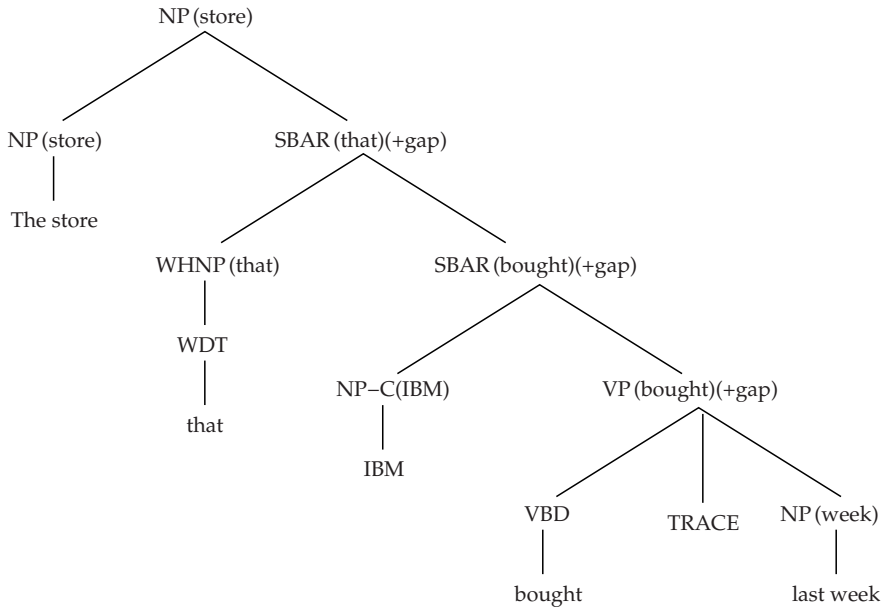 NP(store)
NP(store) SBAR(that)(+gap)
The store
WHNP(that) SBAR(bought)(+gap)
WDT
NP–C(IBM) VP(bought)(+gap)
that
IBM
VBD TRACE NP(week)
bought last week